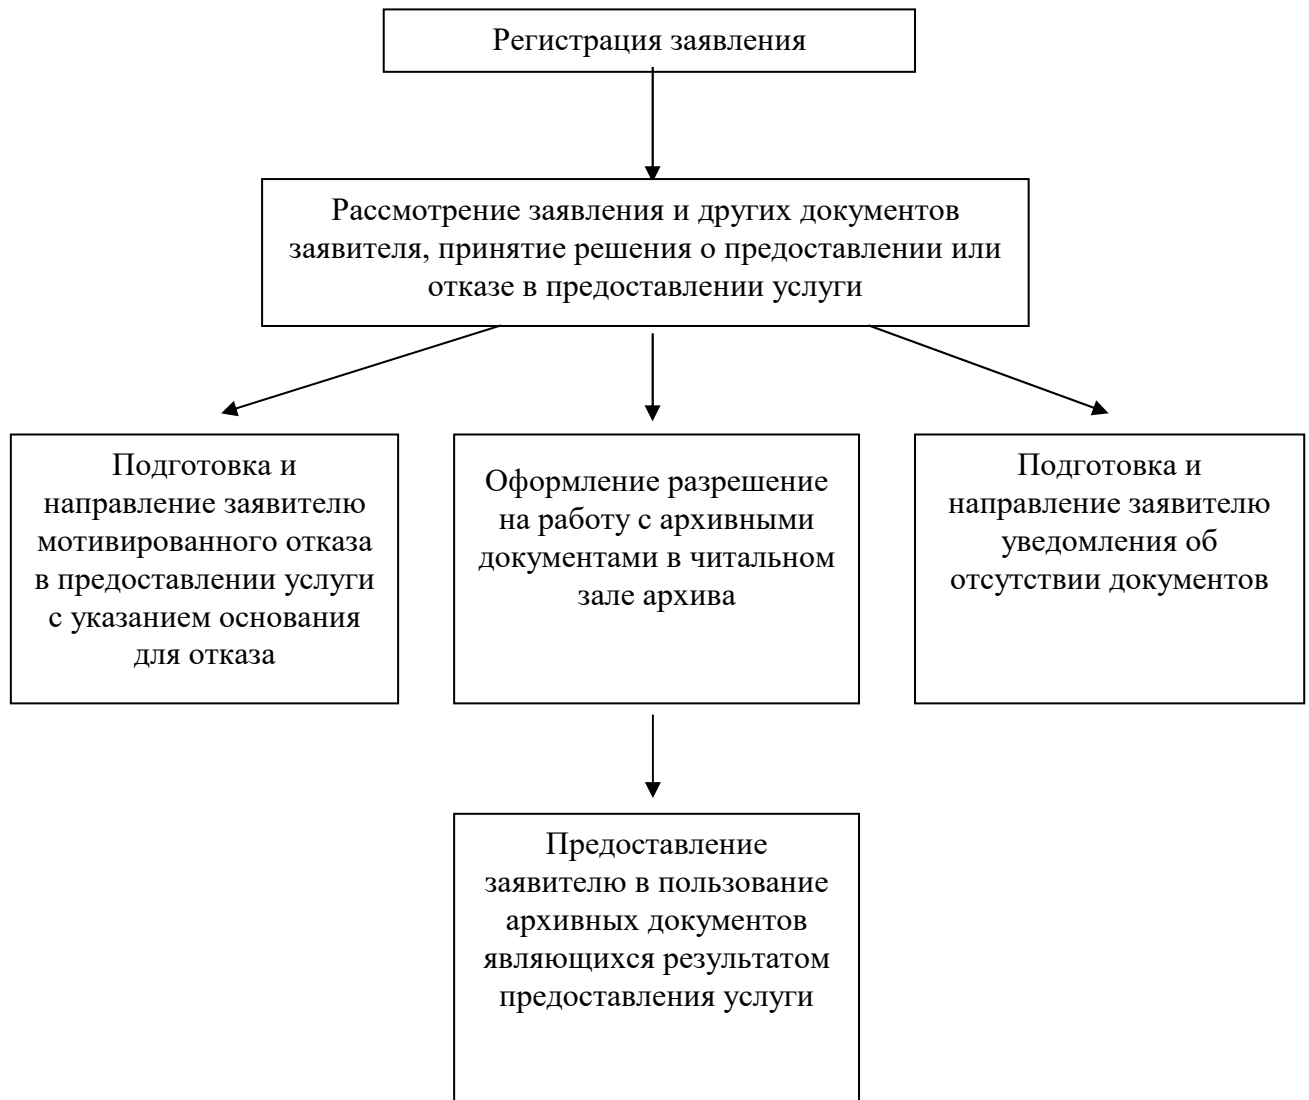 Регистрация заявления
Рассмотрение заявления и других документов
заявителя, принятие решения о предоставлении или
отказе в предоставлении услуги
Подготовка и
направление заявителю
мотивированного отказа
в предоставлении услуги
с указанием основания
для отказа
Оформление разрешение
на работу с архивными
документами в читальном
зале архива
Подготовка и
направление заявителю
уведомления об
отсутствии документов
Предоставление
заявителю в пользование
архивных документов
являющихся результатом
предоставления услуги